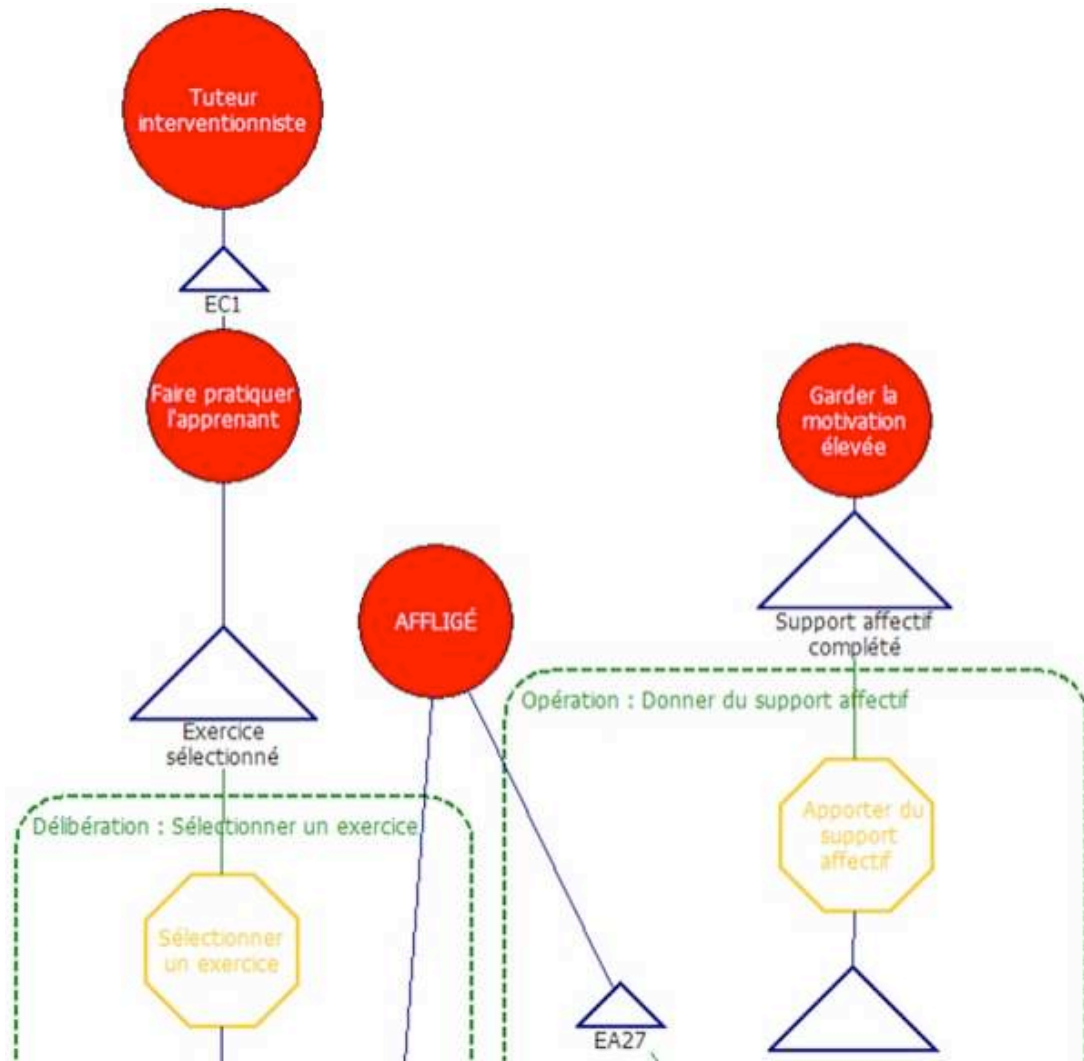 Tuteur
interventionniste
EC1
Faire pratiquer
l'apprenant
Garder la
motivation
élevée
AFFLIGÉ
Support affectif
complété
Opération : Donner du support affectif
Exercice
sélectionné
Apporter du
support
affectif
Délibération : Sélectionner un exercice
Sélectionner
un exercice
EA27